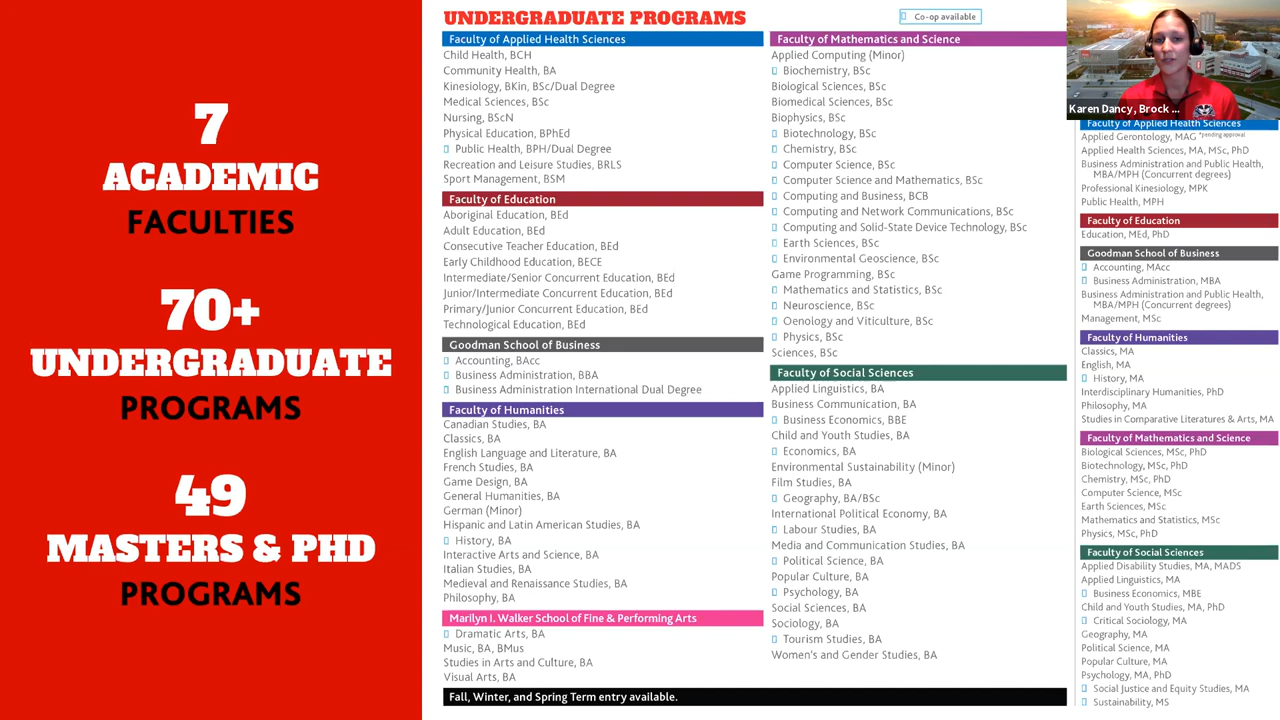 7
ACADEMIC
FACULTIES
70+
UNDERGRADUATE
PROGRAMS
49
MASTERS & PHD
PROGRAMS
UNDERGRADUATE PROGRAMS
Co-op available
Faculty of Applied Health Sciences
Child Health, BCH
Community Health, BA
Kinesiology, BKin, BSc/Dual Degree
Medical Sciences, BSc
Nursing, BScN
Physical Education, BPhEd
Public Health, BPH/Dual Degree
Recreation and Leisure Studies, BRLS
Sport Management, BSM
Faculty of Education
Aboriginal Education, BEd
Adult Education, BEd
Consecutive Teacher Education, BEd
Early Childhood Education, BECE
Intermediate/Senior Concurrent Education, BEd
Junior/Intermediate Concurrent Education, BEd
Primary/Junior Concurrent Education, BEd
Technological Education, BEd
Goodman School of Business
Accounting, BAcc
Business Administration, BBA
Business Administration International Dual Degree
Faculty of Humanities
Canadian Studies, BA
Classics, BA
English Language and Literature, BA
French Studies, BA
Game Design, BA
General Humanities, BA
German (Minor)
Hispanic and Latin American Studies, BA
History, BA
Interactive Arts and Science, BA
Italian Studies, BA
Medieval and Renaissance Studies, BA
Philosophy, BA
Marilyn I. Walker School of Fine & Performing Arts
Dramatic Arts, BA
Music, BA, BMus
Studies in Arts and Culture, BA
Visual Arts, BA
Faculty of Mathematics and Science
Applied Computing (Minor)
Biochemistry, BSc
Biological Sciences, BSc
Biomedical Sciences, BSc
Biophysics, BSc
Biotechnology, BSc
Chemistry, BSc
Computer Science, BSc
Computer Science and Mathematics, BSc
Computing and Business, BCB
Computing and Network Communications, BSc
Computing and Solid-State Device Technology, BSc
Earth Sciences, BSc
Environmental Geoscience, BSc
Game Programming, BSc
Mathematics and Statistics, BSc
Neuroscience, BSc
Oenology and Viticulture, BSc
Physics, BSc
Sciences, BSc
Faculty of Social Sciences
Applied Linguistics, BA
Business Communication, BA
Business Economics, BBE
Child and Youth Studies, BA
Economics, BA
Environmental Sustainability (Minor)
Film Studies, BA
Geography, BA/BSc
International Political Economy, BA
Labour Studies, BA
Media and Communication Studies, BA
Political Science, BA
Popular Culture, BA
Psychology, BA
Social Sciences, BA
Sociology, BA
Tourism Studies, BA
Women's and Gender Studies, BA
Fall, Winter, and Spring Term entry available.
Karen Dancy, Brock ...
Faculty of Applied Health Sciences
Applied Gerontology, MAG *pending approval
Applied Health Sciences, MA, MSc, PhD
Business Administration and Public Health,
MBA/MPH (Concurrent degrees)
Professional Kinesiology, MPK
Public Health, MPH
Faculty of Education
Education, MEd, PhD
Goodman School of Business
Accounting, MAcc
Business Administration, MBA
Business Administration and Public Health,
MBA/MPH (Concurrent degrees)
Management, MSc
Faculty of Humanities
Classics, MA
English, MA
History, MA
Interdisciplinary Humanities, PhD
Philosophy, MA
Studies in Comparative Literatures & Arts, MA
Faculty of Mathematics and Science
Biological Sciences, MSc, PhD
Biotechnology, MSc, PhD
Chemistry, MSc, PhD
Computer Science, MSc
Earth Sciences, MSc
Mathematics and Statistics, MSc
Physics, MSc, PhD
Faculty of Social Sciences
Applied Disability Studies, MA, MADS
Applied Linguistics, MA
Business Economics, MBE
Child and Youth Studies, MA, PhD
Critical Sociology, MA
Geography, MA
Political Science, MA
Popular Culture, MA
Psychology, MA, PhD
Social Justice and Equity Studies, MA
Sustainability, MS